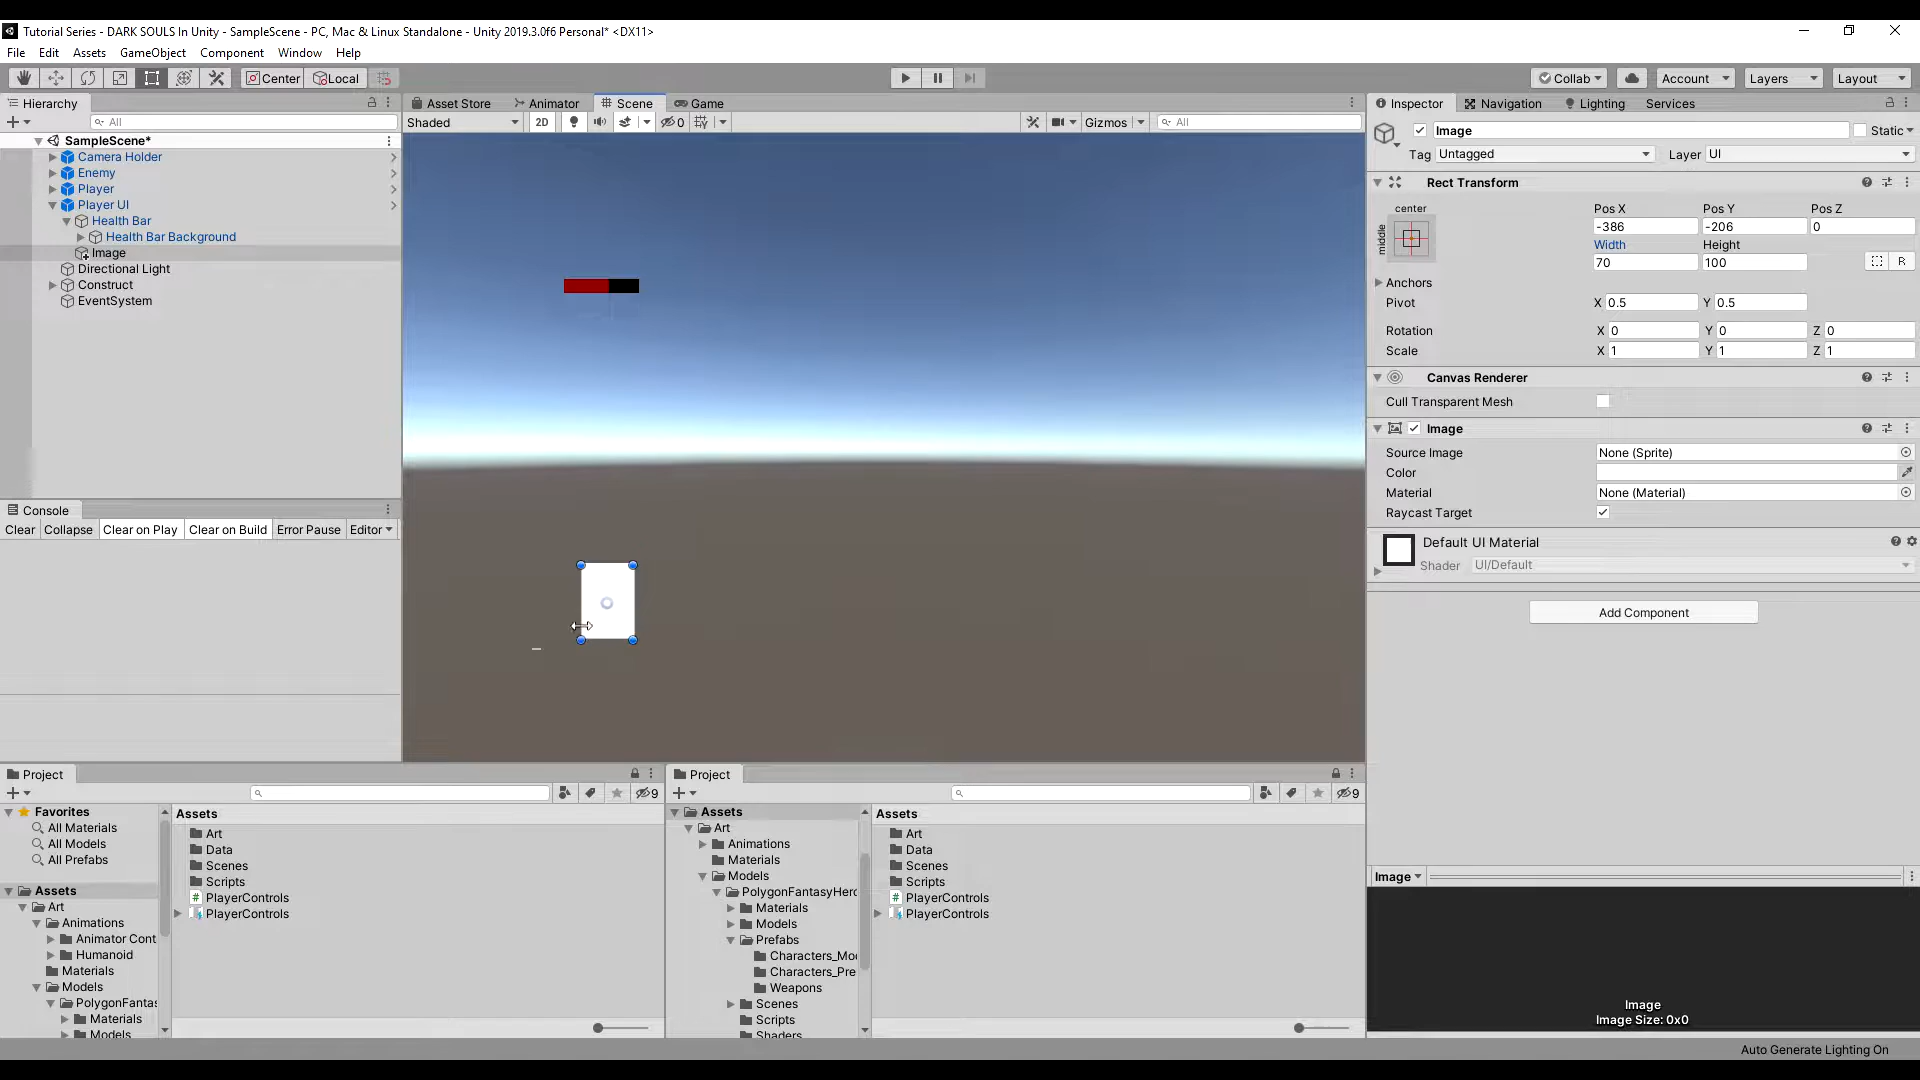 Tutorial Series - DARK SOULS In Unity - SampleScene - PC, Mac & Linux Standalone - Unity 2019.3.0f6 Personal* <DX11>
File Edit Assets GameObject Component Window Help
Center Local
Collab Account Layers Layout
Hierarchy
All
SampleScene*
Camera Holder
Enemy
Player
Player UI
Health Bar
Health Bar Background
Image
Directional Light
Construct
EventSystem
Console
Clear Collapse Clear on Play Clear on Build Error Pause Editor
Asset Store Animator Scene Game
Shaded 2D 0 Gizmos All
Inspector Navigation Lighting Services
Image Static
Tag Untagged Layer UI
Rect Transform
center
middle
Pos X Pos Y Pos Z
-386 -206 0
Width Height
70 100 R
Anchors
Pivot X 0.5 Y 0.5
Rotation X 0 Y 0 Z 0
Scale X 1 Y 1 Z 1
Canvas Renderer
Cull Transparent Mesh
Image
Source Image None (Sprite)
Color
Material None (Material)
Raycast Target
Default UI Material
Shader UI/Default
Add Component
Image
Image
Image Size: 0x0
Project
9
Favorites
All Materials
All Models
All Prefabs
Assets
Art
Animations
Animator Cont
Humanoid
Materials
Models
PolygonFantas
Materials
Models
Assets
Art
Data
Scenes
Scripts
PlayerControls
PlayerControls
Project
9
Assets
Art
Animations
Materials
Models
PolygonFantasyHero
Materials
Models
Prefabs
Characters_Mo
Characters_Pre
Weapons
Scenes
Scripts
Shaders
Assets
Art
Data
Scenes
Scripts
PlayerControls
PlayerControls
Auto Generate Lighting On